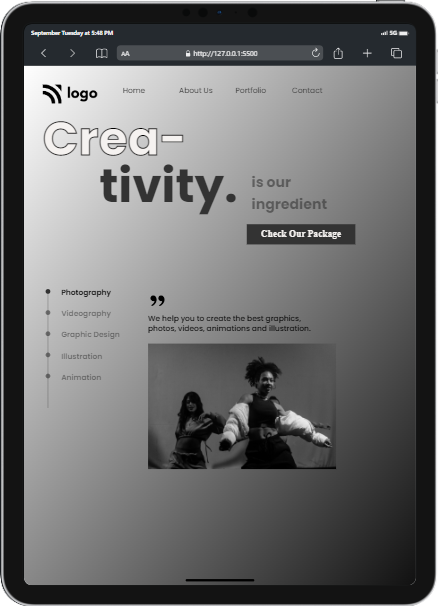 September Tuesday at 5:48 PM
5G
AA
http://127.0.0.1:5500
logo
Home About Us Portfolio Contact
Crea-
tivity.
is our
ingredient
Check Our Package
Photography
Videography
Graphic Design
Illustration
Animation
”
We help you to create the best graphics,
photos, videos, animations and illustration.